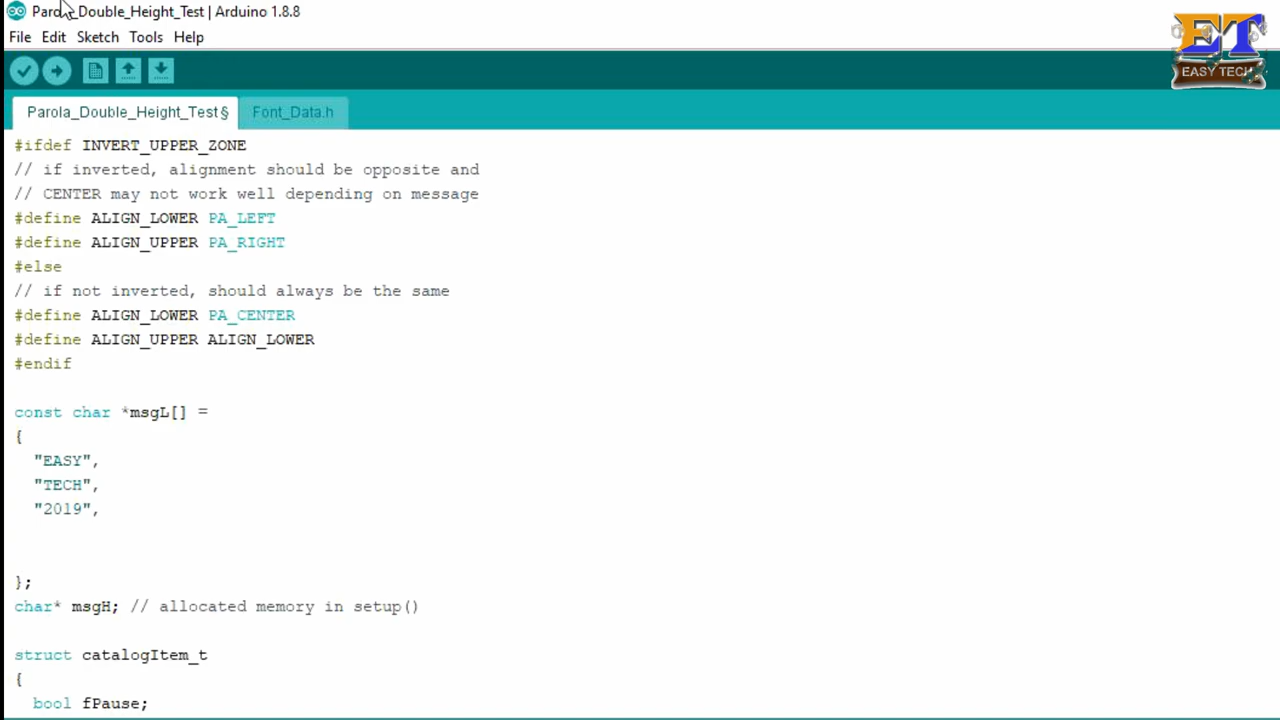 Parola_Double_Height_Test | Arduino 1.8.8
File Edit Sketch Tools Help
ET
EASY TECH
Parola_Double_Height_Test§ Font_Data.h
#ifdef INVERT_UPPER_ZONE
// if inverted, alignment should be opposite and
// CENTER may not work well depending on message
#define ALIGN_LOWER PA_LEFT
#define ALIGN_UPPER PA_RIGHT
#else
// if not inverted, should always be the same
#define ALIGN_LOWER PA_CENTER
#define ALIGN_UPPER ALIGN_LOWER
#endif
const char *msgL[] =
{
"EASY",
"TECH",
"2019",
};
char* msgH; // allocated memory in setup()
struct catalogItem_t
{
bool fPause;